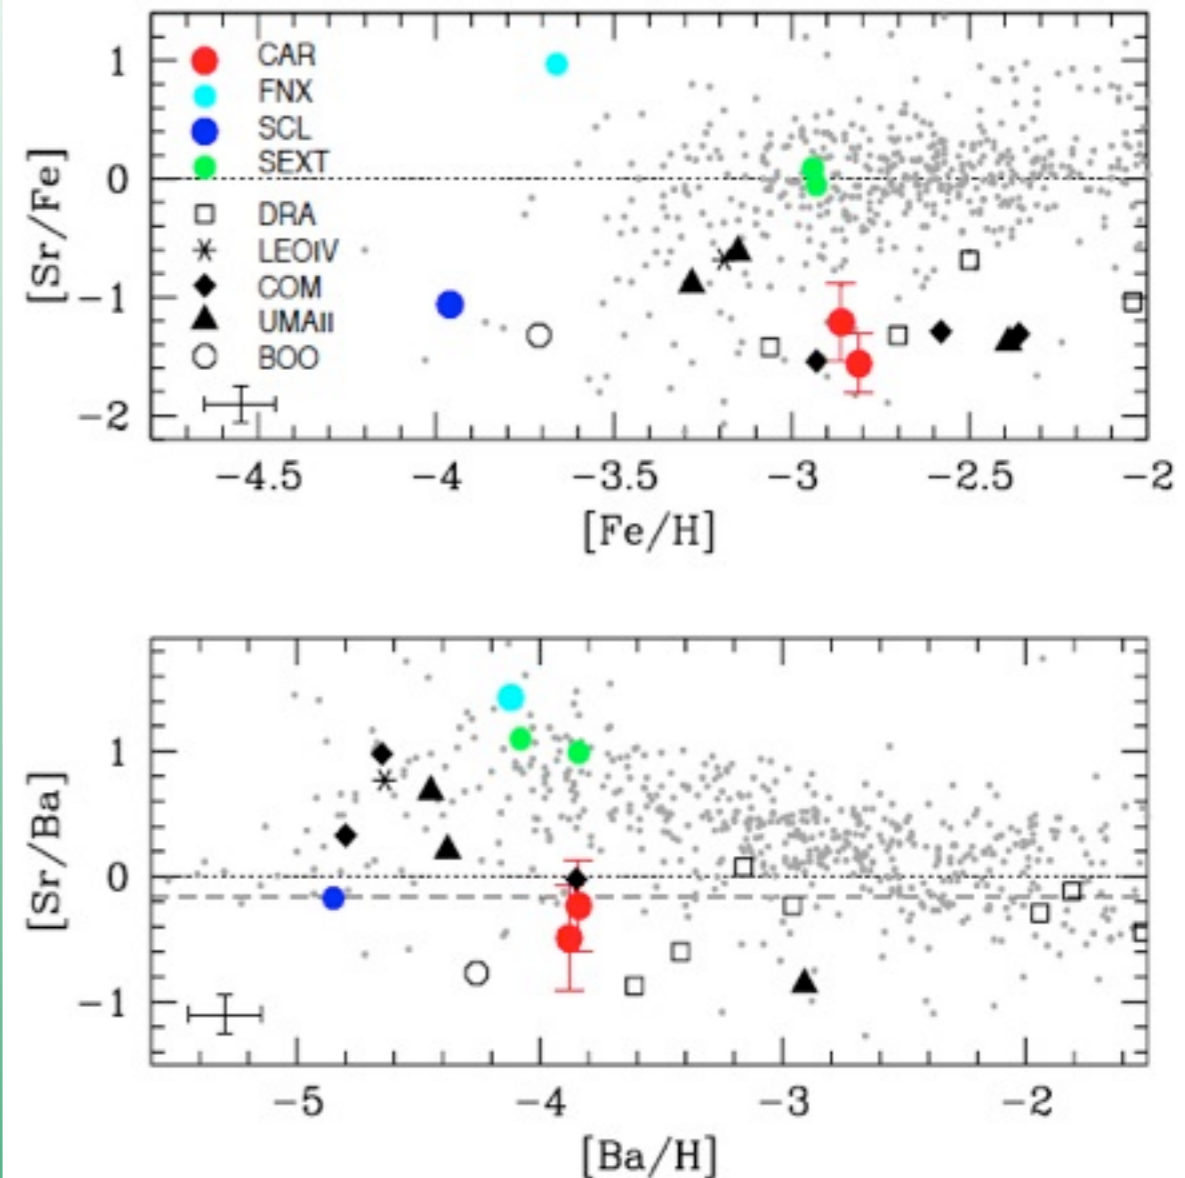 [Sr/Fe]
1
0
−1
−2
CAR
FNX
SCL
SEXT
DRA
LEOIV
COM
UMAII
BOO
−4.5 −4 −3.5 −3 −2.5 −2
[Fe/H]
[Sr/Ba]
1
0
−1
−5 −4 −3 −2
[Ba/H]